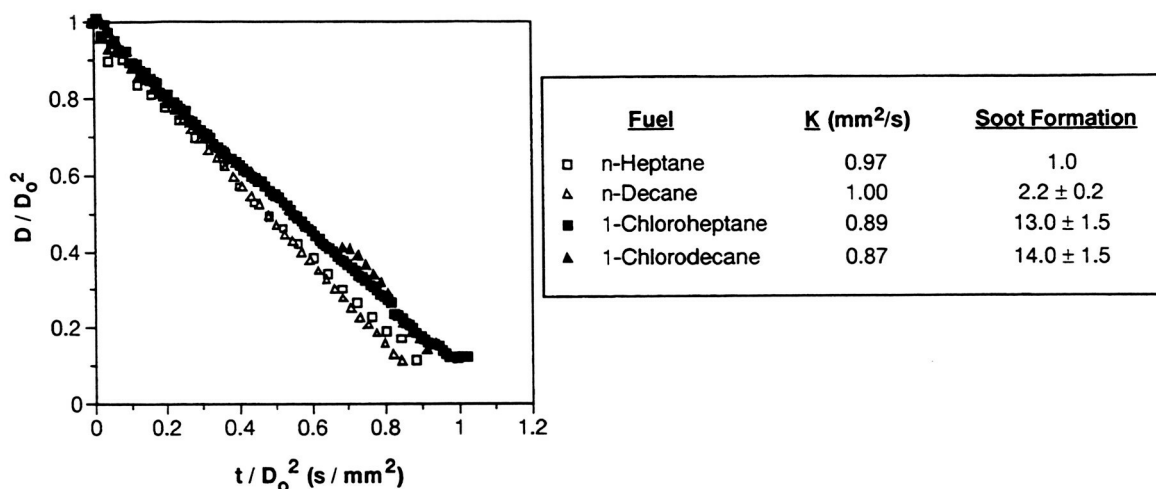 1
0.8
0.6
0.4
0.2
0
D / Do²
0 0.2 0.4 0.6 0.8 1 1.2
t / Do² (s / mm²)
Fuel K (mm²/s) Soot Formation
□ n-Heptane 0.97 1.0
△ n-Decane 1.00 2.2 ± 0.2
■ 1-Chloroheptane 0.89 13.0 ± 1.5
▲ 1-Chlorodecane 0.87 14.0 ± 1.5